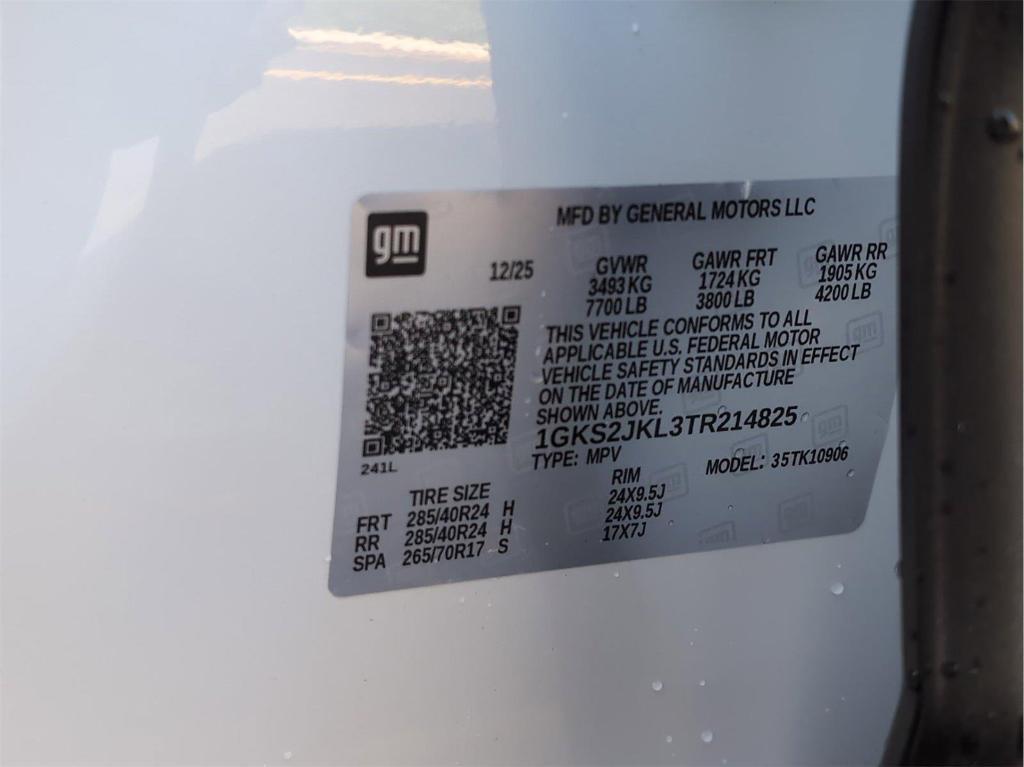 gm
MFD BY GENERAL MOTORS LLC
12/25
GVWR GAWR FRT GAWR RR
3493 KG 1724 KG 1905 KG
7700 LB 3800 LB 4200 LB
THIS VEHICLE CONFORMS TO ALL
APPLICABLE U.S. FEDERAL MOTOR
VEHICLE SAFETY STANDARDS IN EFFECT
ON THE DATE OF MANUFACTURE
SHOWN ABOVE.
1GKS2JKL3TR214825
241L
TYPE: MPV MODEL: 35TK10906
TIRE SIZE RIM
FRT 285/40R24 H 24X9.5J
RR 285/40R24 H 24X9.5J
SPA 265/70R17 S 17X7J